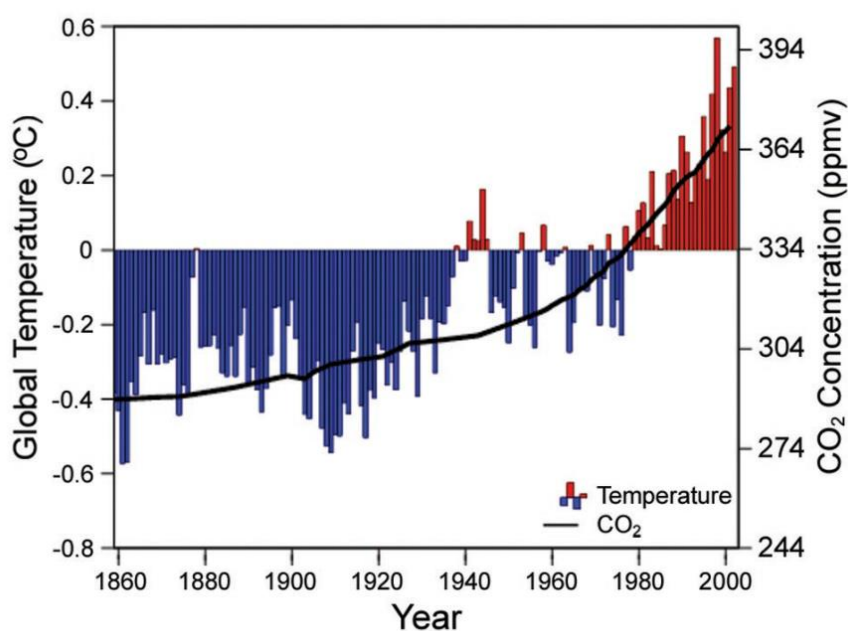 Global Temperature (ºC)
0.6
0.4
0.2
0
-0.2
-0.4
-0.6
-0.8
394
364
334
304
274
244
CO₂ Concentration (ppmv)
Temperature
CO₂
1860 1880 1900 1920 1940 1960 1980 2000
Year